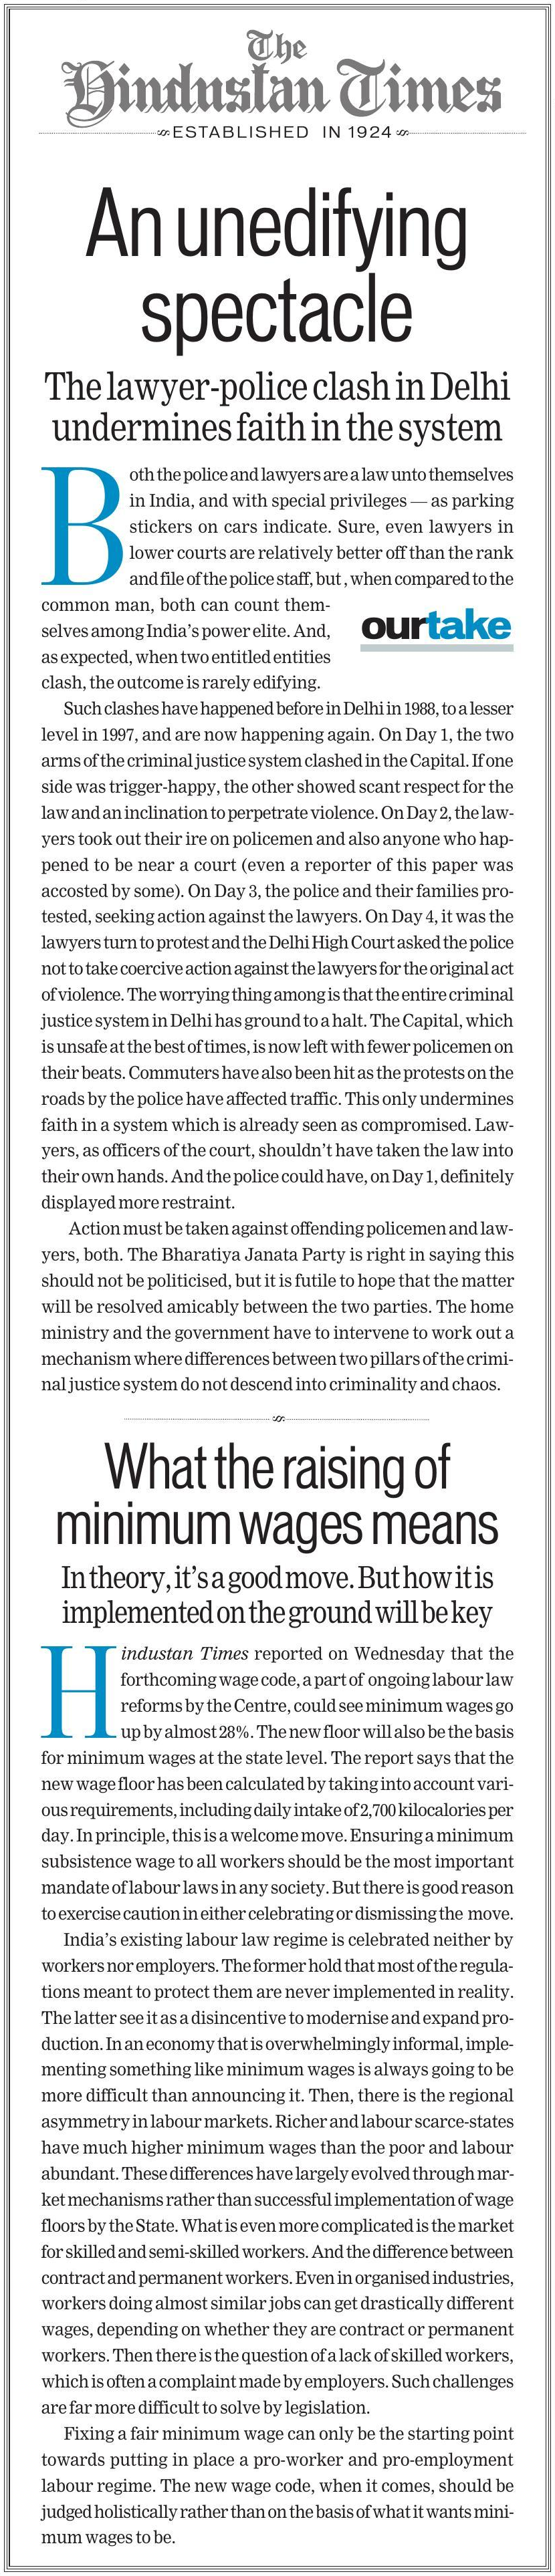 The
Hindustan Times
ESTABLISHED IN 1924
An unedifying
spectacle
The lawyer-police clash in Delhi
undermines faith in the system
Both the police and lawyers are a law unto themselves
in India, and with special privileges — as parking
stickers on cars indicate. Sure, even lawyers in
lower courts are relatively better off than the rank
and file of the police staff, but , when compared to the
common man, both can count them-
selves among India's power elite. And,
as expected, when two entitled entities
clash, the outcome is rarely edifying.
ourtake
Such clashes have happened before in Delhi in 1988, to a lesser
level in 1997, and are now happening again. On Day 1, the two
arms of the criminal justice system clashed in the Capital. If one
side was trigger-happy, the other showed scant respect for the
law and an inclination to perpetrate violence. On Day 2, the law-
yers took out their ire on policemen and also anyone who hap-
pened to be near a court (even a reporter of this paper was
accosted by some). On Day 3, the police and their families pro-
tested, seeking action against the lawyers. On Day 4, it was the
lawyers turn to protest and the Delhi High Court asked the police
not to take coercive action against the lawyers for the original act
of violence. The worrying thing among is that the entire criminal
justice system in Delhi has ground to a halt. The Capital, which
is unsafe at the best of times, is now left with fewer policemen on
their beats. Commuters have also been hit as the protests on the
roads by the police have affected traffic. This only undermines
faith in a system which is already seen as compromised. Law-
yers, as officers of the court, shouldn't have taken the law into
their own hands. And the police could have, on Day 1, definitely
displayed more restraint.
Action must be taken against offending policemen and law-
yers, both. The Bharatiya Janata Party is right in saying this
should not be politicised, but it is futile to hope that the matter
will be resolved amicably between the two parties. The home
ministry and the government have to intervene to work out a
mechanism where differences between two pillars of the crimi-
nal justice system do not descend into criminality and chaos.
What the raising of
minimum wages means
In theory, it's a good move. But how it is
implemented on the ground will be key
Hindustan Times reported on Wednesday that the
forthcoming wage code, a part of ongoing labour law
reforms by the Centre, could see minimum wages go
up by almost 28%. The new floor will also be the basis
for minimum wages at the state level. The report says that the
new wage floor has been calculated by taking into account vari-
ous requirements, including daily intake of 2,700 kilocalories per
day. In principle, this is a welcome move. Ensuring a minimum
subsistence wage to all workers should be the most important
mandate of labour laws in any society. But there is good reason
to exercise caution in either celebrating or dismissing the move.
India's existing labour law regime is celebrated neither by
workers nor employers. The former hold that most of the regula-
tions meant to protect them are never implemented in reality.
The latter see it as a disincentive to modernise and expand pro-
duction. In an economy that is overwhelmingly informal, imple-
menting something like minimum wages is always going to be
more difficult than announcing it. Then, there is the regional
asymmetry in labour markets. Richer and labour scarce-states
have much higher minimum wages than the poor and labour
abundant. These differences have largely evolved through mar-
ket mechanisms rather than successful implementation of wage
floors by the State. What is even more complicated is the market
for skilled and semi-skilled workers. And the difference between
contract and permanent workers. Even in organised industries,
workers doing almost similar jobs can get drastically different
wages, depending on whether they are contract or permanent
workers. Then there is the question of a lack of skilled workers,
which is often a complaint made by employers. Such challenges
are far more difficult to solve by legislation.
Fixing a fair minimum wage can only be the starting point
towards putting in place a pro-worker and pro-employment
labour regime. The new wage code, when it comes, should be
judged holistically rather than on the basis of what it wants mini-
mum wages to be.